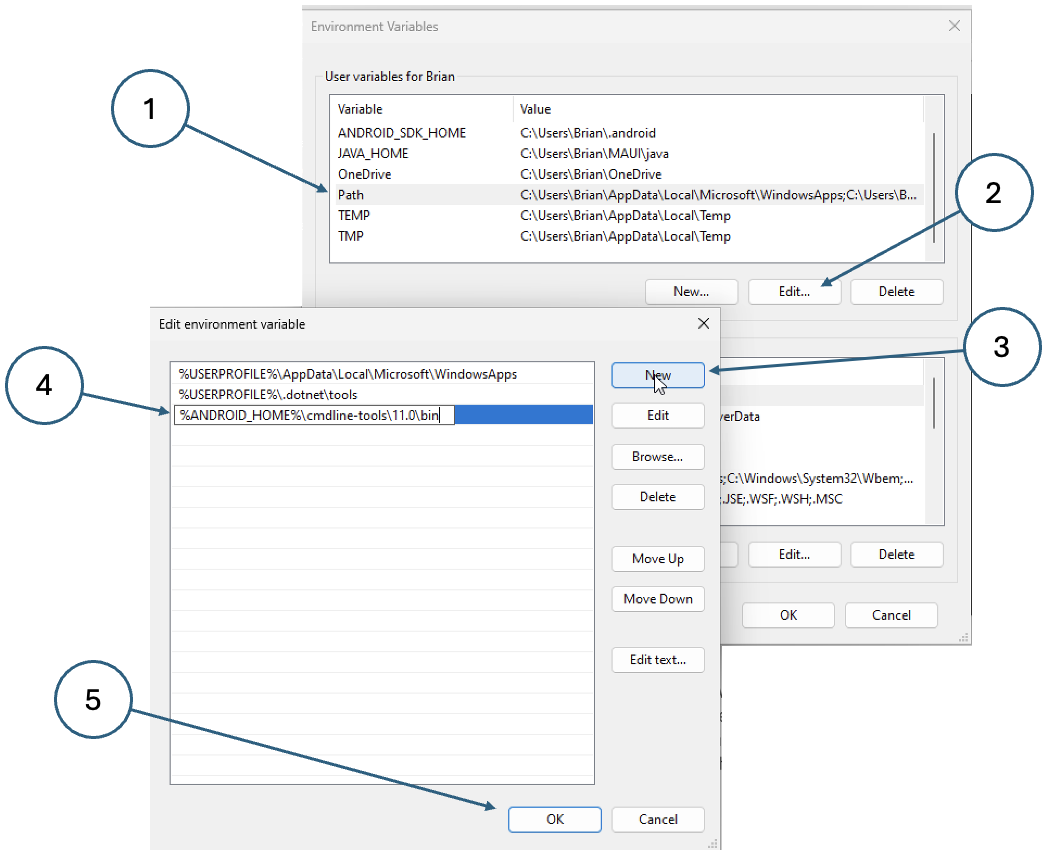 Environment Variables
User variables for Brian
1
Variable Value
ANDROID_SDK_HOME C:\Users\Brian\.android
JAVA_HOME C:\Users\Brian\MAUI\java
OneDrive C:\Users\Brian\OneDrive
Path C:\Users\Brian\AppData\Local\Microsoft\WindowsApps;C:\Users\B...
TEMP C:\Users\Brian\AppData\Local\Temp
TMP C:\Users\Brian\AppData\Local\Temp
2
New... Edit... Delete
Edit environment variable
3
4
%USERPROFILE%\AppData\Local\Microsoft\WindowsApps
%USERPROFILE%\.dotnet\tools
%ANDROID_HOME%\cmdline-tools\11.0\bin
New
Edit
Browse...
Delete
Move Up
Move Down
Edit text...
erData
;C:\Windows\System32\Wbem;...
;.JSE;.WSF;.WSH;.MSC
Edit... Delete
OK Cancel
5
OK Cancel